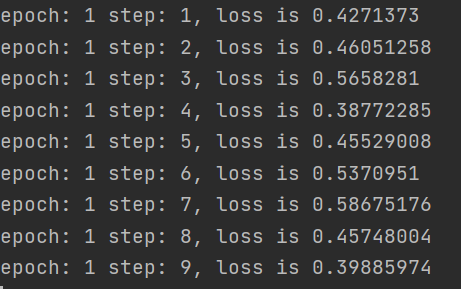 epoch: 1 step: 1, loss is 0.4271373
epoch: 1 step: 2, loss is 0.46051258
epoch: 1 step: 3, loss is 0.5658281
epoch: 1 step: 4, loss is 0.38772285
epoch: 1 step: 5, loss is 0.45529008
epoch: 1 step: 6, loss is 0.5370951
epoch: 1 step: 7, loss is 0.58675176
epoch: 1 step: 8, loss is 0.45748004
epoch: 1 step: 9, loss is 0.39885974